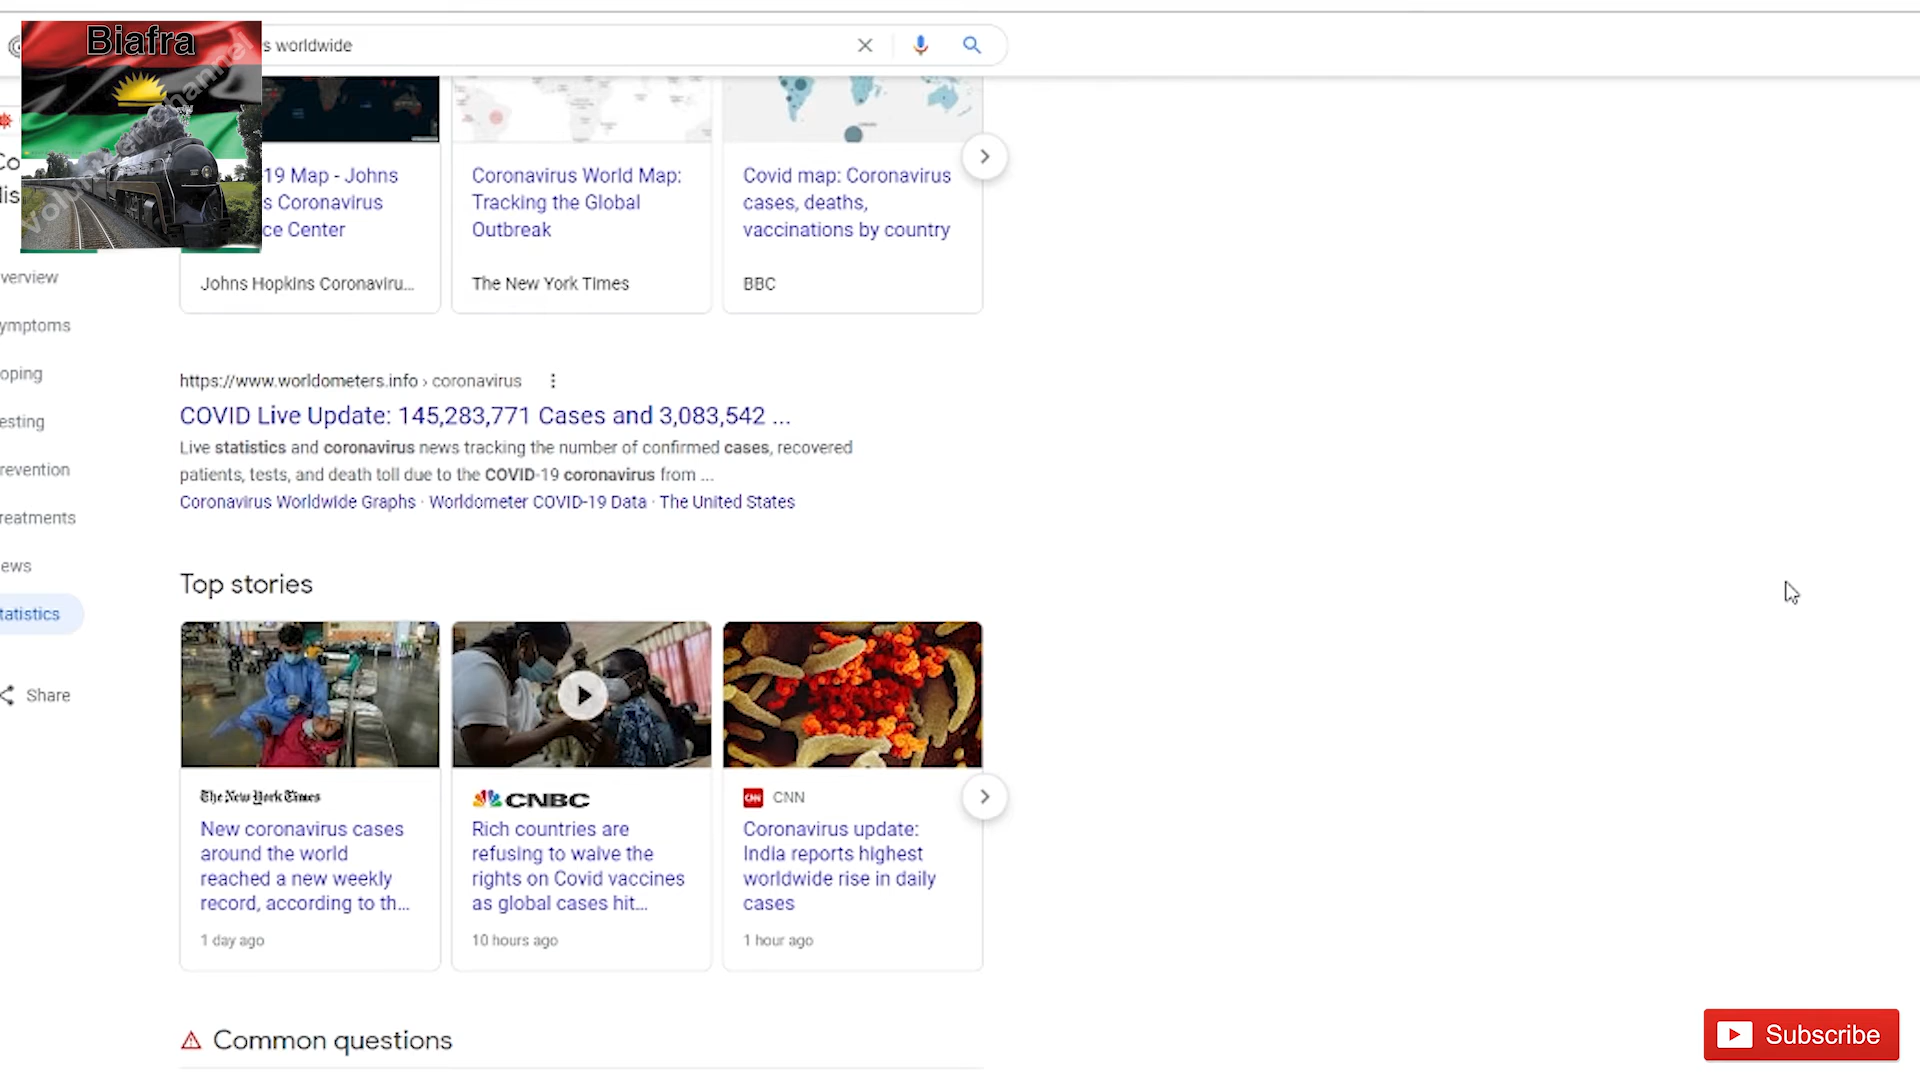 Biafra
s worldwide
volu
channel
19 Map - Johns
s Coronavirus
ce Center
Johns Hopkins Coronaviru...
Coronavirus World Map:
Tracking the Global
Outbreak
The New York Times
Covid map: Coronavirus
cases, deaths,
vaccinations by country
BBC
Co
lis
verview
ymptoms
oping
esting
revention
reatments
ews
tatistics
Share
https://www.worldometers.info › coronavirus
COVID Live Update: 145,283,771 Cases and 3,083,542 ...
Live statistics and coronavirus news tracking the number of confirmed cases, recovered
patients, tests, and death toll due to the COVID-19 coronavirus from ...
Coronavirus Worldwide Graphs · Worldometer COVID-19 Data · The United States
Top stories
The New York Times
New coronavirus cases
around the world
reached a new weekly
record, according to th...
1 day ago
CNBC
Rich countries are
refusing to waive the
rights on Covid vaccines
as global cases hit...
10 hours ago
CNN
CNN
Coronavirus update:
India reports highest
worldwide rise in daily
cases
1 hour ago
Common questions
Subscribe